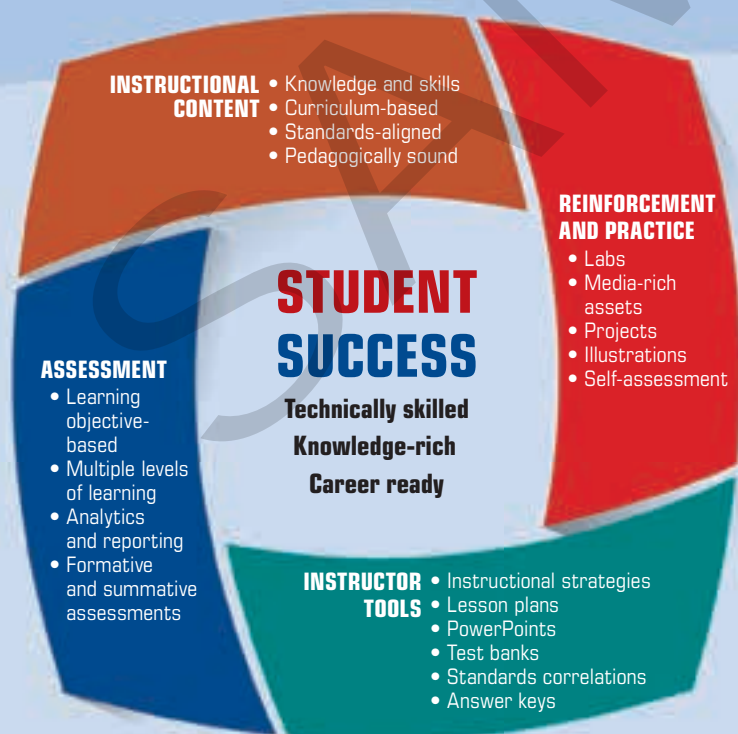 INSTRUCTIONAL CONTENT
• Knowledge and skills
• Curriculum-based
• Standards-aligned
• Pedagogically sound
REINFORCEMENT
AND PRACTICE
• Labs
• Media-rich
assets
• Projects
• Illustrations
• Self-assessment
STUDENT
SUCCESS
Technically skilled
Knowledge-rich
Career ready
ASSESSMENT
• Learning
objective-
based
• Multiple levels
of learning
• Analytics
and reporting
• Formative
and summative
assessments
INSTRUCTOR TOOLS
• Instructional strategies
• Lesson plans
• PowerPoints
• Test banks
• Standards correlations
• Answer keys